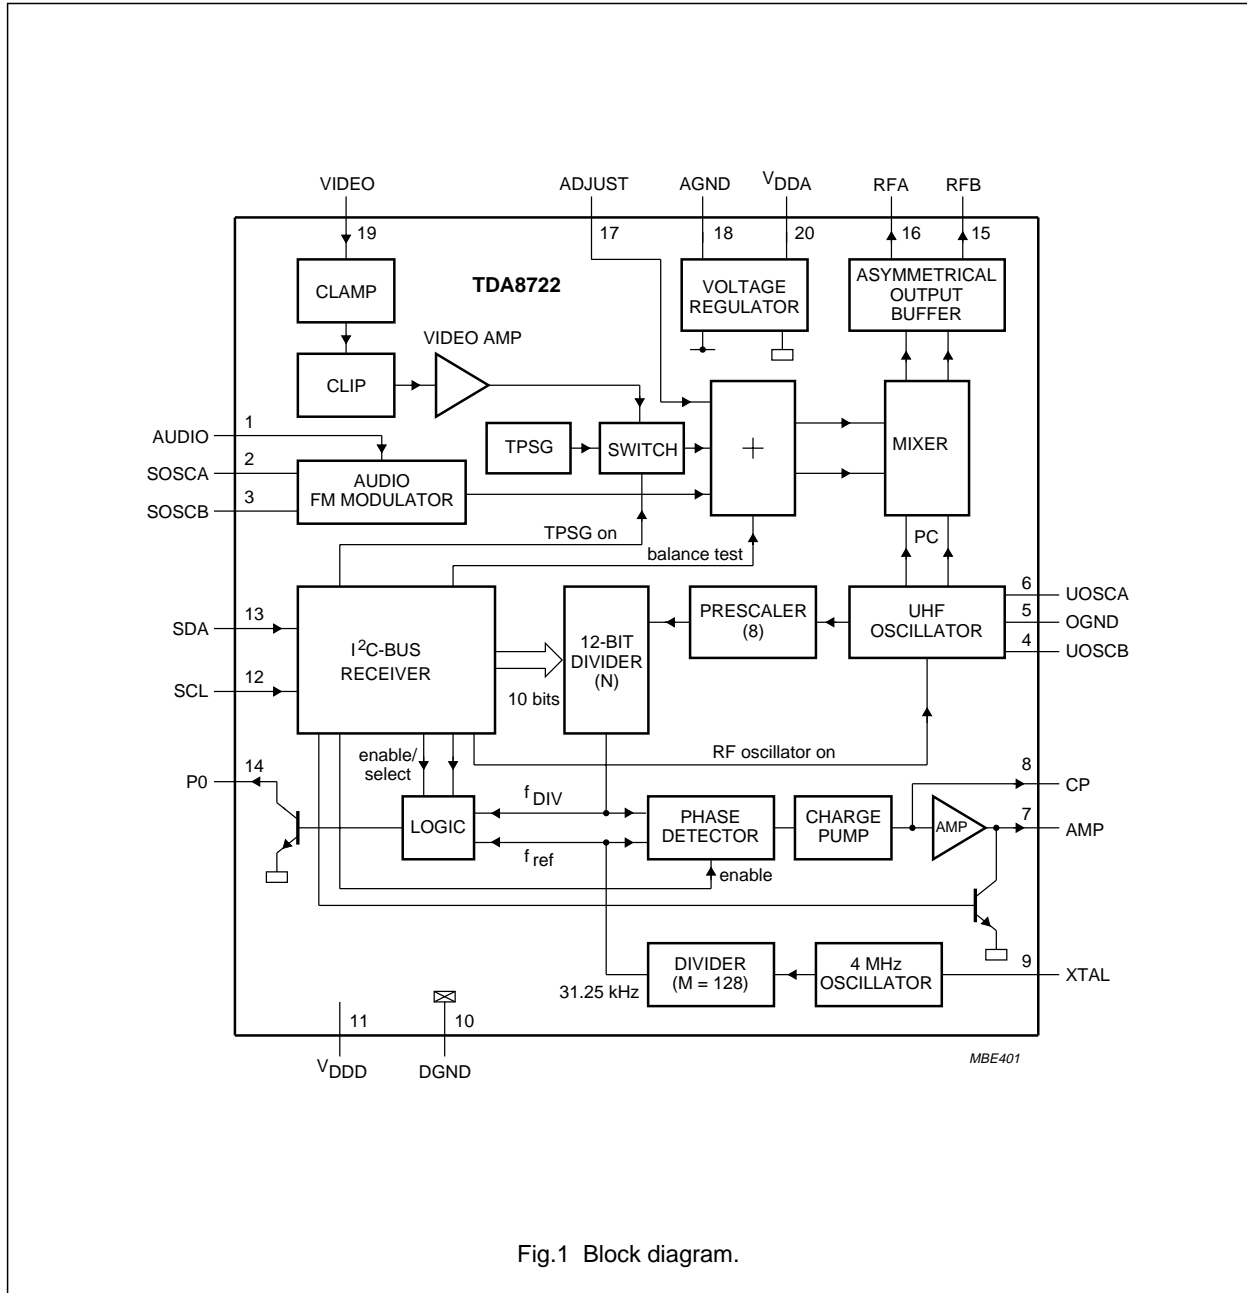 VIDEO
ADJUST
AGND
VDDA
RFA
RFB
19
17
18
20
16
15
CLAMP
TDA8722
VOLTAGE
REGULATOR
ASYMMETRICAL
OUTPUT
BUFFER
VIDEO AMP
CLIP
AUDIO
1
TPSG
SWITCH
+
MIXER
SOSCA
2
AUDIO
FM MODULATOR
SOSCB
3
TPSG on
balance test
PC
SDA
13
I2C-BUS
RECEIVER
SCL
12
10 bits
12-BIT
DIVIDER
(N)
PRESCALER
(8)
UHF
OSCILLATOR
6
UOSCA
5
OGND
4
UOSCB
enable/
select
RF oscillator on
P0
14
LOGIC
fDIV
fref
PHASE
DETECTOR
enable
CHARGE
PUMP
AMP
8
CP
7
AMP
31.25 kHz
DIVIDER
(M = 128)
4 MHz
OSCILLATOR
9
XTAL
11
10
VDDD
DGND
MBE401
Fig.1 Block diagram.